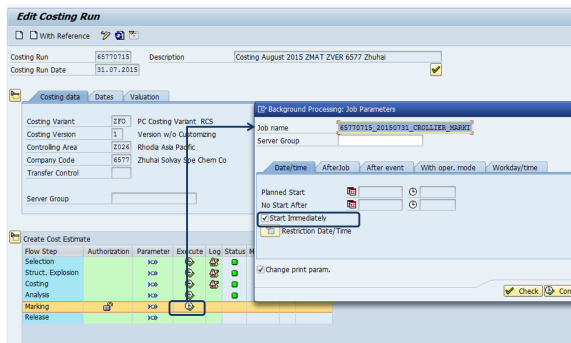 Edit Costing Run
With Reference
Costing Run 65770715 Description Costing August 2015 ZMAT ZVER 6577 Zhuhai
Costing Run Date 31.07.2015
Costing data Dates Valuation
Costing Variant ZFO PC Costing Variant RCS
Costing Version 1 Version w/o Customizing
Controlling Area Z026 Rhodia Asia Pacific
Company Code 6577 Zhuhai Solvay Spe Chem Co
Transfer Control
Server Group
Background Processing: Job Parameters
Job name 65770715_20150731_CROLLIER_MARKI
Server Group
Date/time AfterJob After event With oper. mode Workday/time
Planned Start
No Start After
Start Immediately
Restriction Date/Time
Change print param.
Check Con
Create Cost Estimate
Flow Step Authorization Parameter Execute Log Status M
Selection
Struct. Explosion
Costing
Analysis
Marking
Release